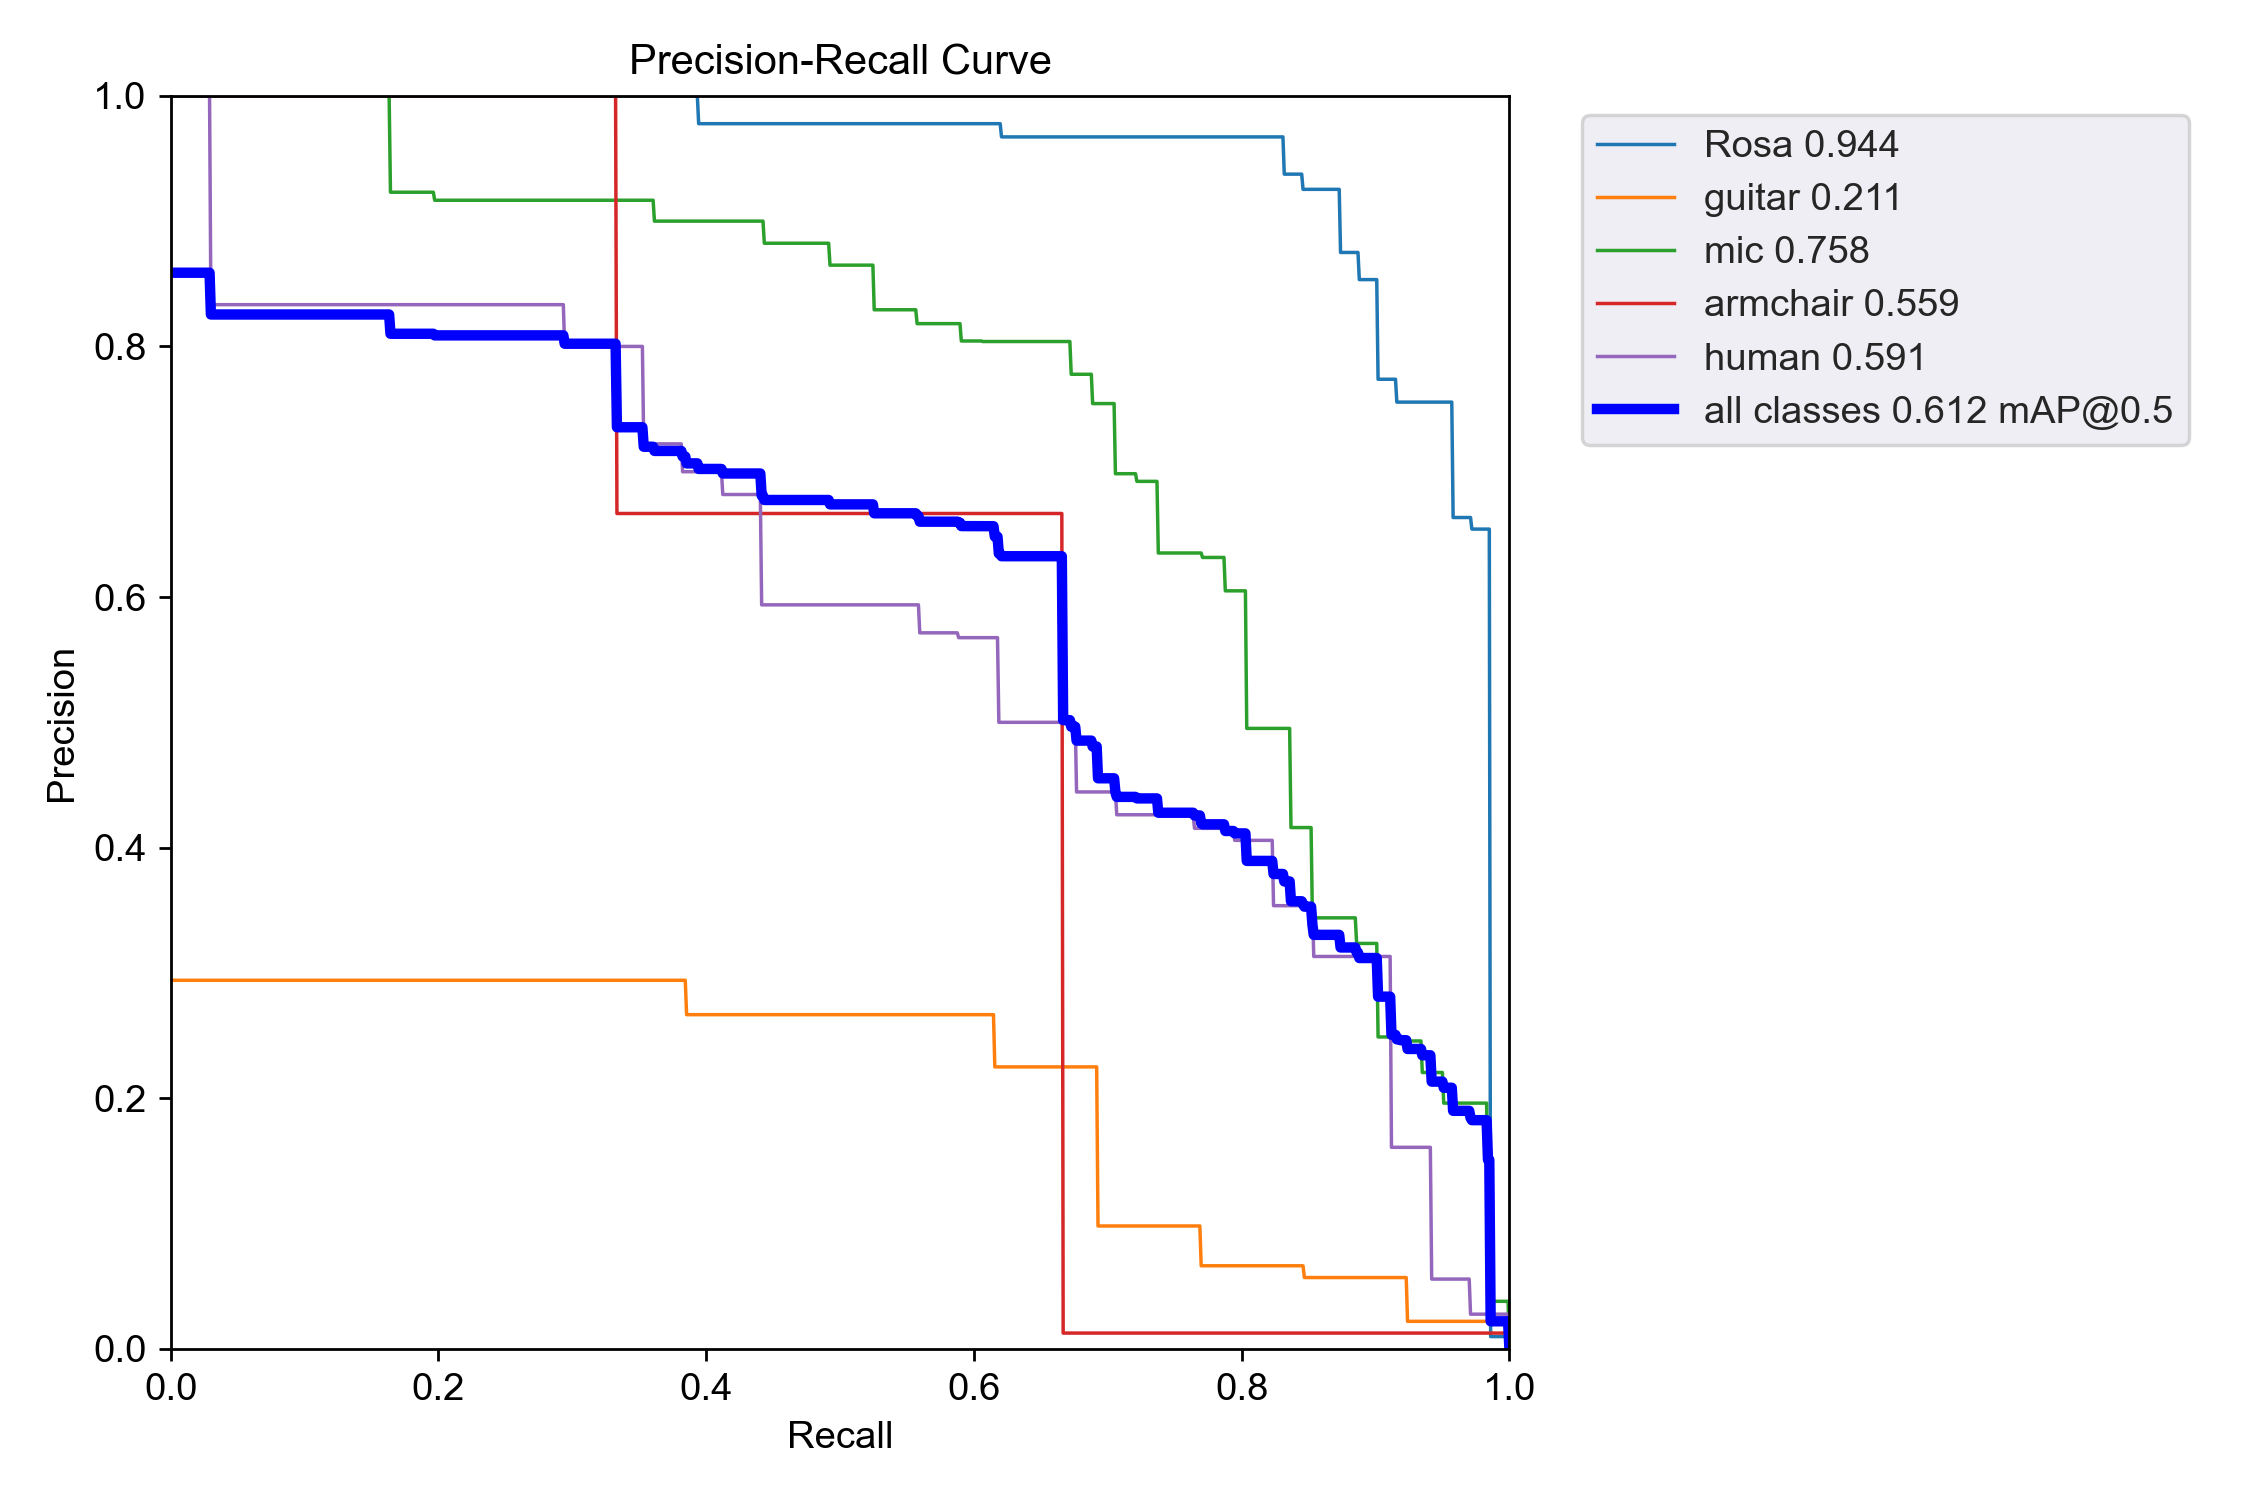 Precision-Recall Curve
1.0
0.8
0.6
0.4
0.2
0.0
Precision
0.0 0.2 0.4 0.6 0.8 1.0
Recall
Rosa 0.944
guitar 0.211
mic 0.758
armchair 0.559
human 0.591
all classes 0.612 mAP@0.5